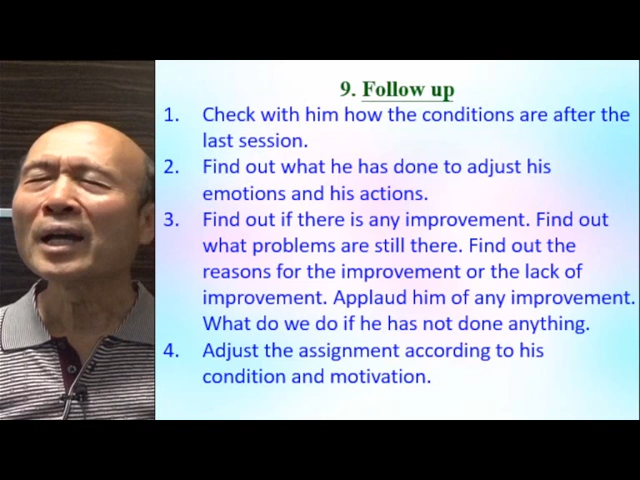 9. Follow up
1. Check with him how the conditions are after the
last session.
2. Find out what he has done to adjust his
emotions and his actions.
3. Find out if there is any improvement. Find out
what problems are still there. Find out the
reasons for the improvement or the lack of
improvement. Applaud him of any improvement.
What do we do if he has not done anything.
4. Adjust the assignment according to his
condition and motivation.